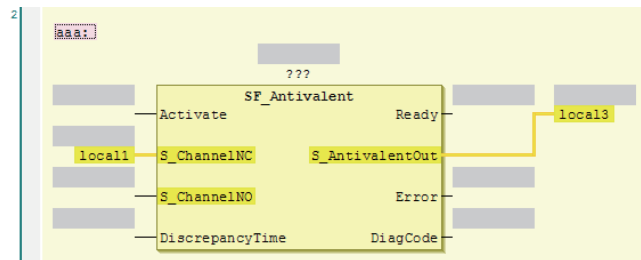 2
aaa:
???
SF_Antivalent
Activate Ready local3
local1 S_ChannelNC S_AntivalentOut
S_ChannelNO Error
DiscrepancyTime DiagCode